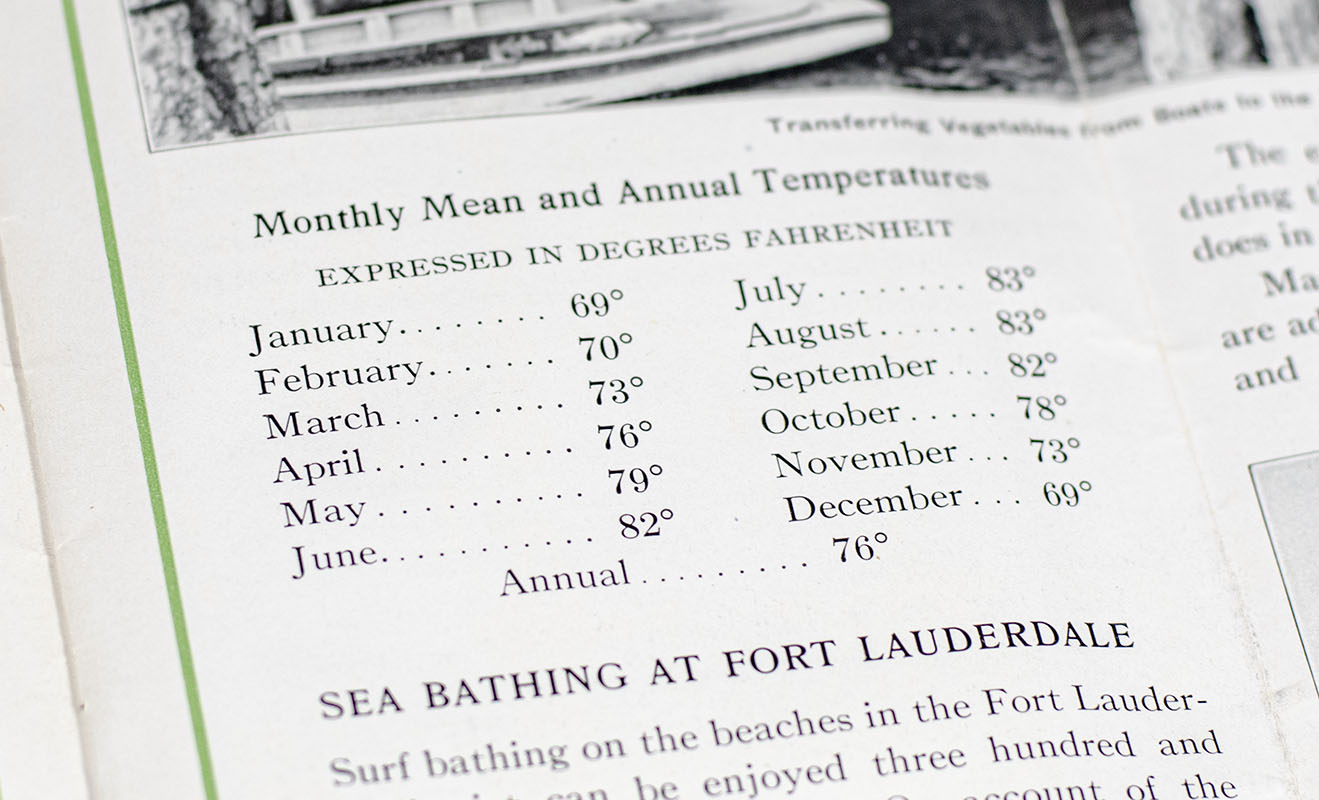 Transferring Vegetables from Boats to the
Monthly Mean and Annual Temperatures
EXPRESSED IN DEGREES FAHRENHEIT
January........ 69°
February....... 70°
March......... 73°
April.......... 76°
May.......... 79°
June........... 82°
July........ 83°
August...... 83°
September... 82°
October..... 78°
November... 73°
December... 69°
Annual......... 76°
SEA BATHING AT FORT LAUDERDALE
Surf bathing on the beaches in the Fort Lauder-
can be enjoyed three hundred and
account of the
The
during
does in
are
and